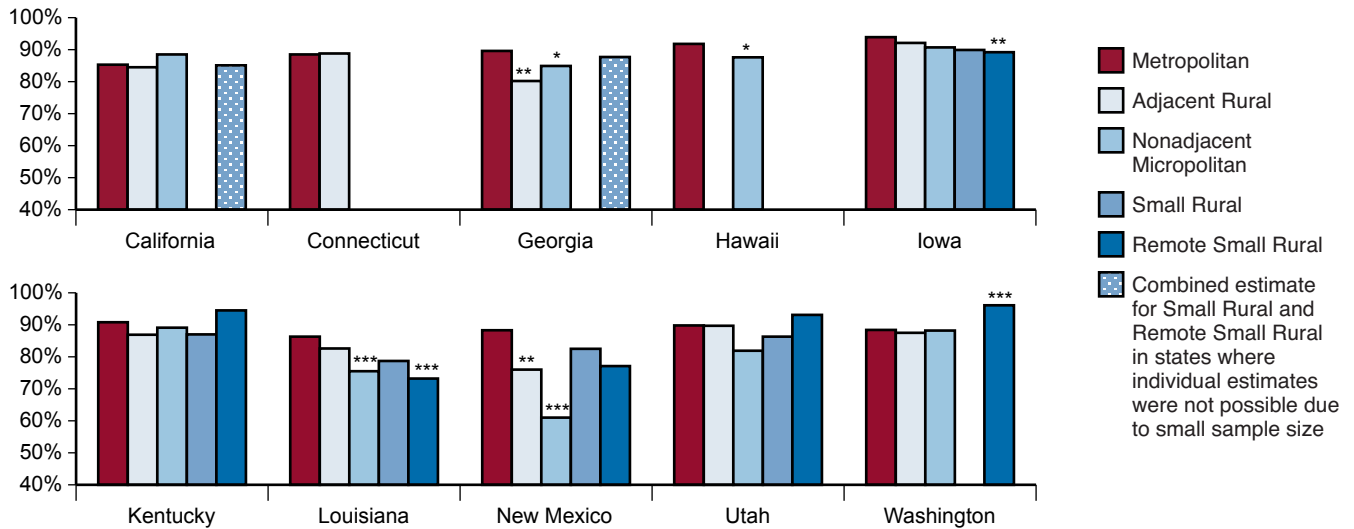 100%
90%
80%
70%
60%
50%
40%
** * * **
California Connecticut Georgia Hawaii Iowa
Metropolitan
Adjacent Rural
Nonadjacent
Micropolitan
Small Rural
Remote Small Rural
Combined estimate
for Small Rural and
Remote Small Rural
in states where
individual estimates
were not possible due
to small sample size
100%
90%
80%
70%
60%
50%
40%
*** *** ** *** ***
Kentucky Louisiana New Mexico Utah Washington